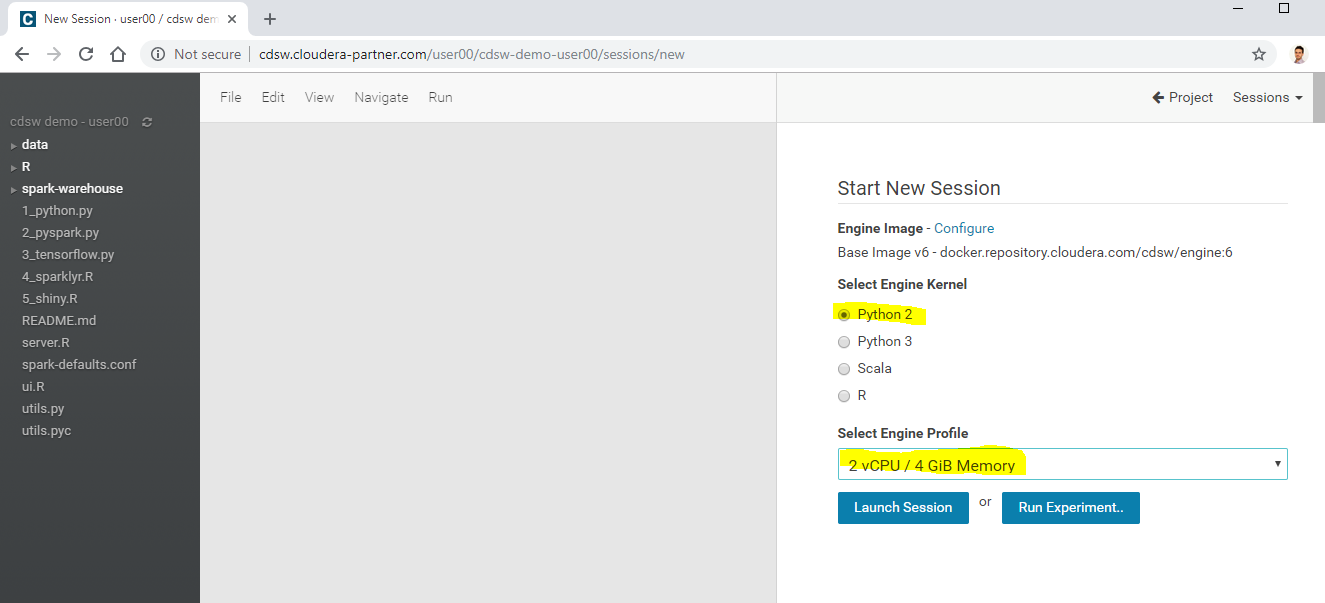 New Session · user00 / cdsw dem
Not secure cdsw.cloudera-partner.com/user00/cdsw-demo-user00/sessions/new
File Edit View Navigate Run
Project Sessions
cdsw demo - user00
data
R
spark-warehouse
1_python.py
2_pyspark.py
3_tensorflow.py
4_sparklyr.R
5_shiny.R
README.md
server.R
spark-defaults.conf
ui.R
utils.py
utils.pyc
Start New Session
Engine Image - Configure
Base Image v6 - docker.repository.cloudera.com/cdsw/engine:6
Select Engine Kernel
Python 2
Python 3
Scala
R
Select Engine Profile
2 vCPU / 4 GiB Memory
Launch Session or Run Experiment..